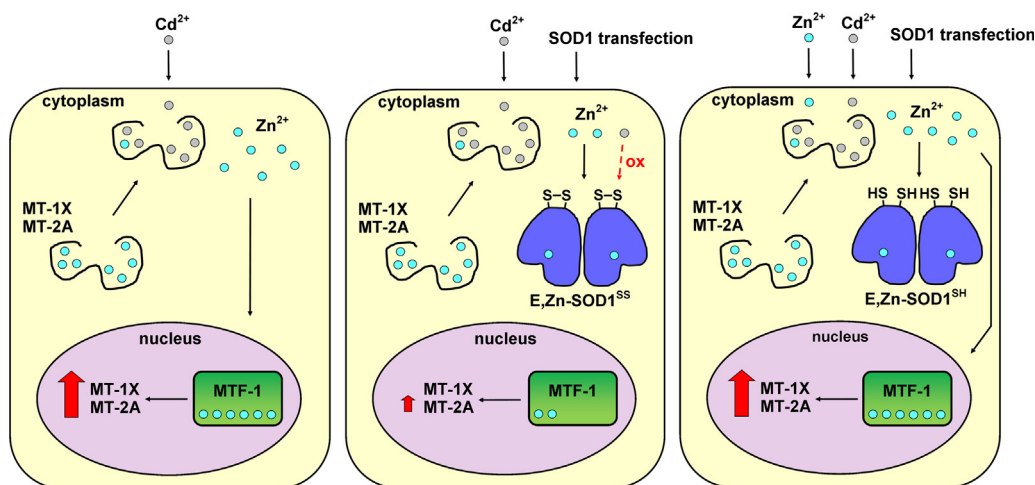 Cd2+
cytoplasm
Zn2+
MT-1X
MT-2A
nucleus
MT-1X
MT-2A
MTF-1
Cd2+
SOD1 transfection
cytoplasm
Zn2+
ox
S–S
S–S
MT-1X
MT-2A
E,Zn-SOD1SS
nucleus
MT-1X
MT-2A
MTF-1
Zn2+
Cd2+
SOD1 transfection
cytoplasm
Zn2+
HS SH HS SH
MT-1X
MT-2A
E,Zn-SOD1SH
nucleus
MT-1X
MT-2A
MTF-1